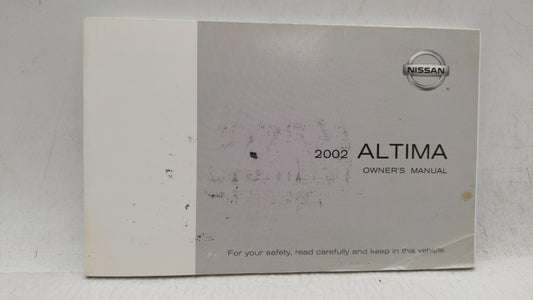 NISSAN
2002 ALTIMA
OWNER'S MANUAL
For your safety, read carefully and keep in this vehicle.